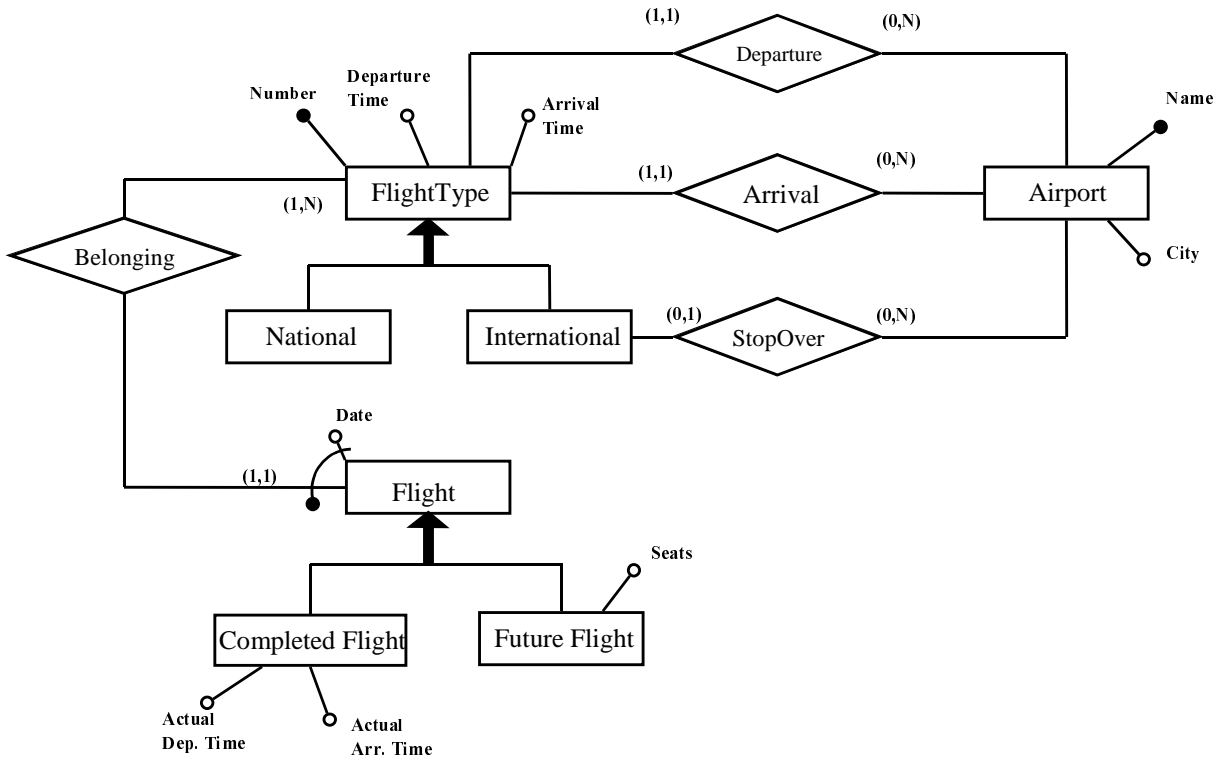 (1,1)
(0,N)
Departure
Departure
Time
Number
Arrival
Time
Name
(1,N)
FlightType
(1,1)
Arrival
(0,N)
Airport
Belonging
City
National
International
(0,1)
StopOver
(0,N)
Date
(1,1)
Flight
Seats
Completed Flight
Future Flight
Actual
Dep. Time
Actual
Arr. Time